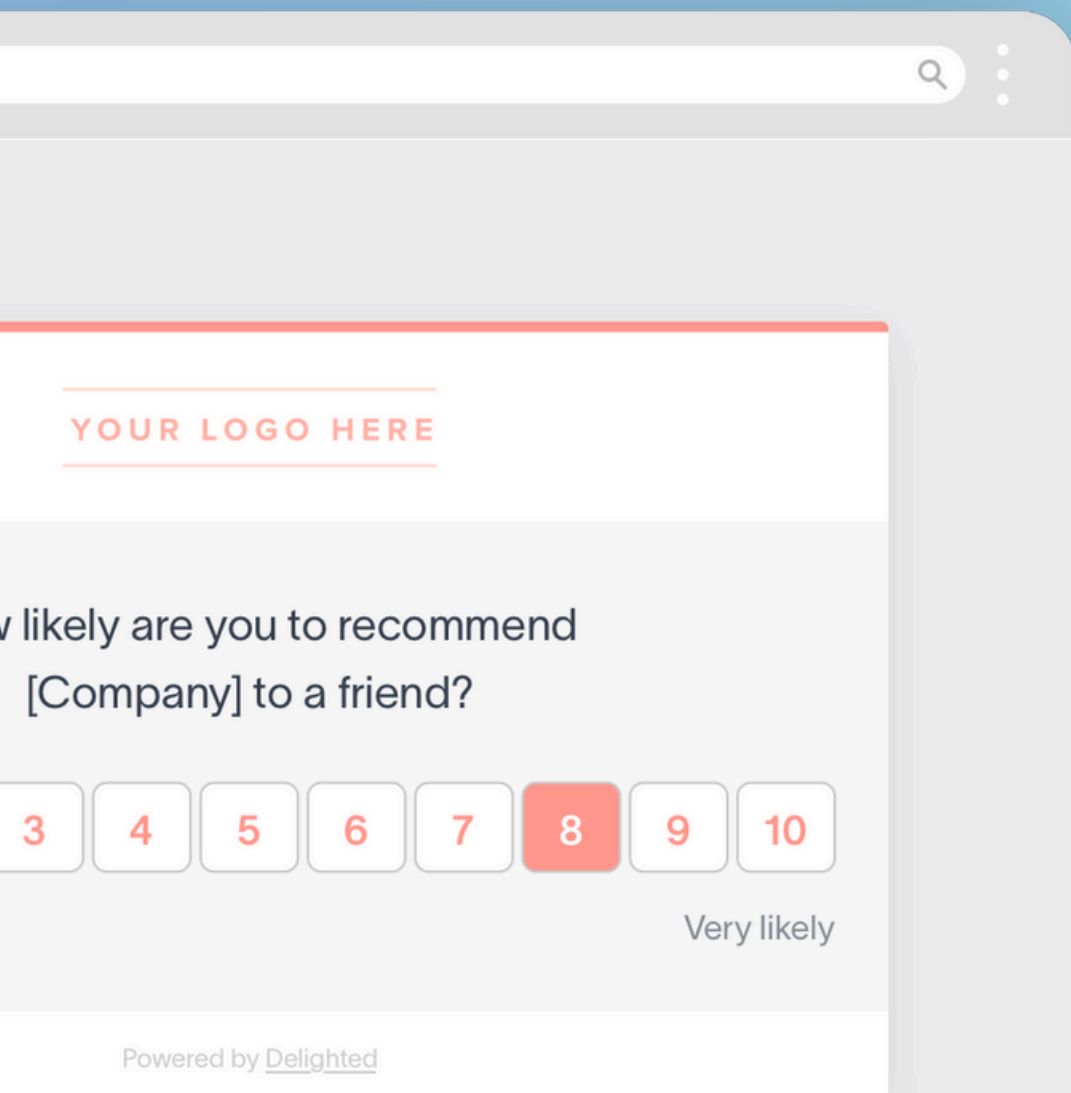 YOUR LOGO HERE
likely are you to recommend
[Company] to a friend?
3 4 5 6 7 8 9 10
Very likely
Powered by Delighted